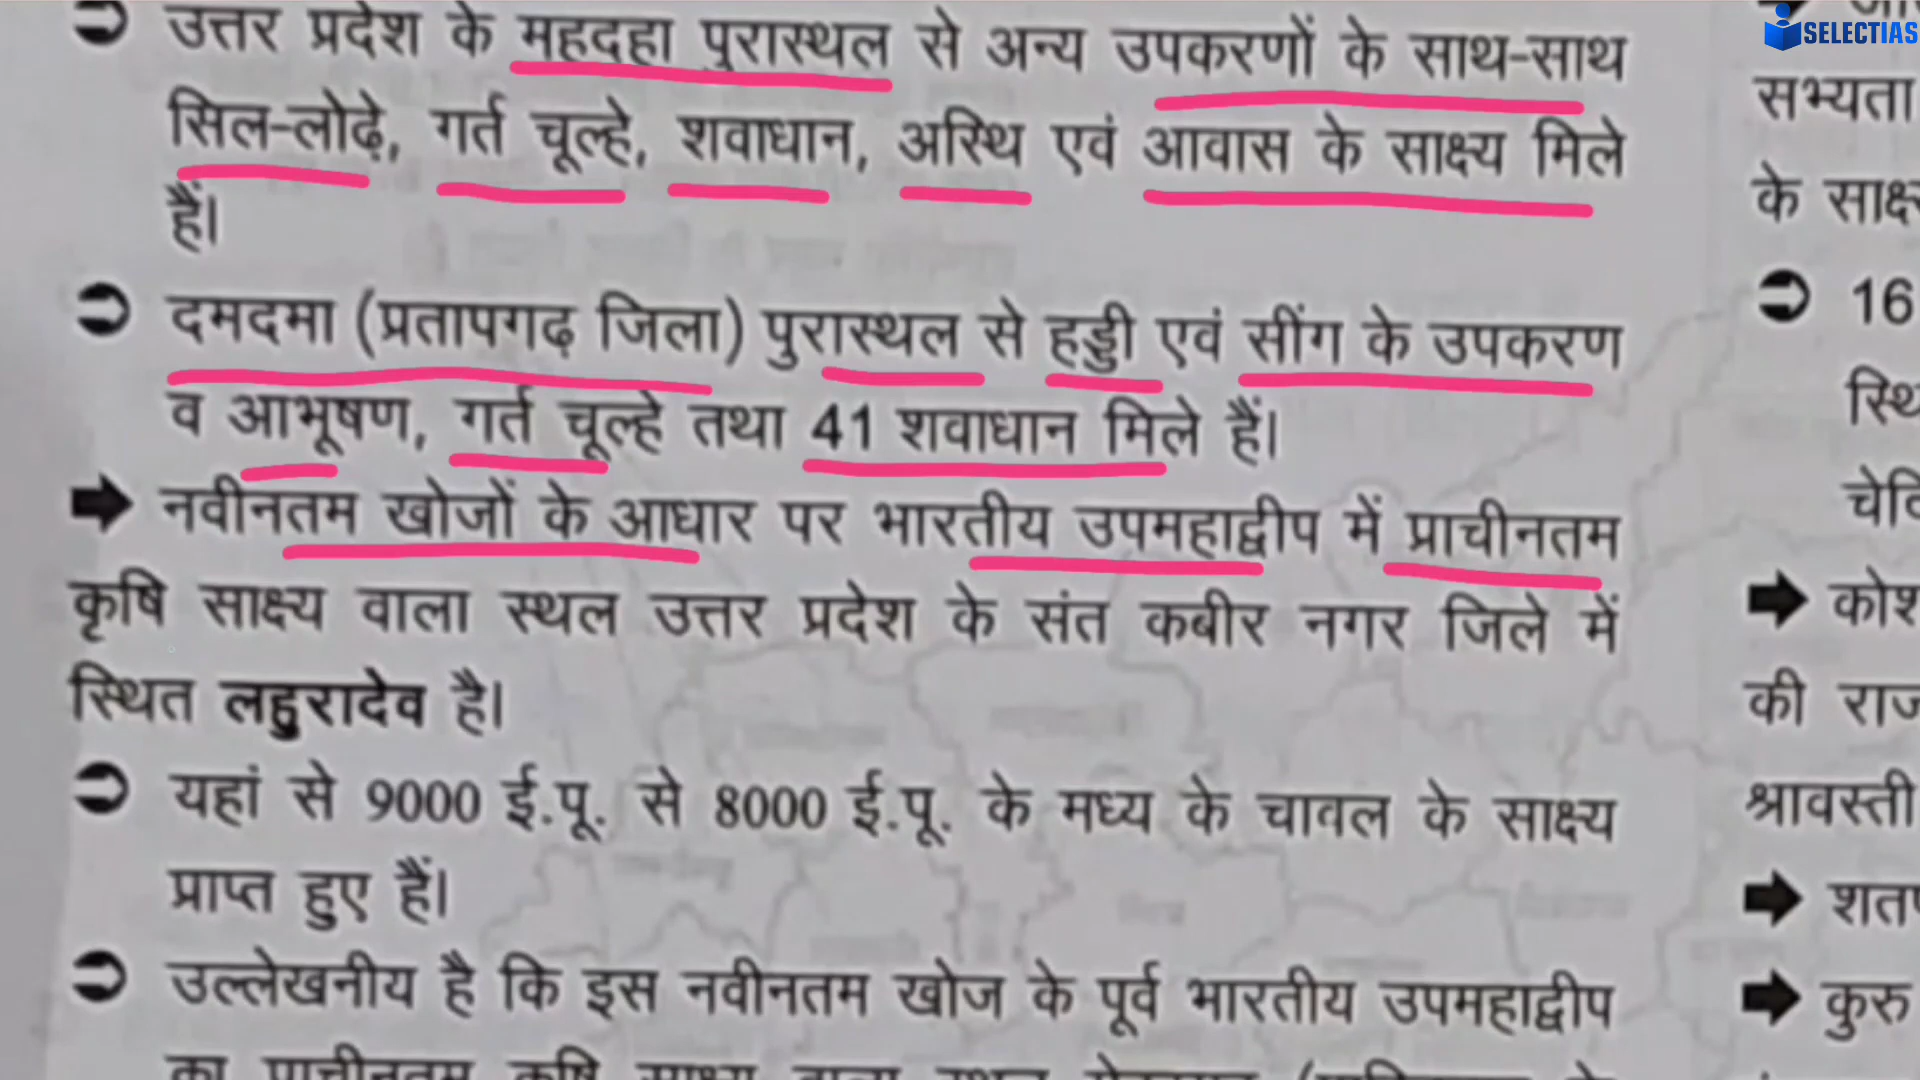 उत्तर प्रदेश के महदहा पुरास्थल से अन्य उपकरणों के साथ-साथ
सिल-लोढ़े, गर्त चूल्हे, शवाधान, अस्थि एवं आवास के साक्ष्य मिले
हैं।
दमदमा (प्रतापगढ़ जिला) पुरास्थल से हड्डी एवं सींग के उपकरण
व आभूषण, गर्त चूल्हे तथा 41 शवाधान मिले हैं।
नवीनतम खोजों के आधार पर भारतीय उपमहाद्वीप में प्राचीनतम
कृषि साक्ष्य वाला स्थल उत्तर प्रदेश के संत कबीर नगर जिले में
स्थित लहुरादेव है।
यहां से 9000 ई.पू. से 8000 ई.पू. के मध्य के चावल के साक्ष्य
प्राप्त हुए हैं।
उल्लेखनीय है कि इस नवीनतम खोज के पूर्व भारतीय उपमहाद्वीप
का प्राचीनतम कृषि साक्ष्य वाला स्थल
SELECTIAS
सभ्यता
के
16
की
श्रावस्ती
कुरु